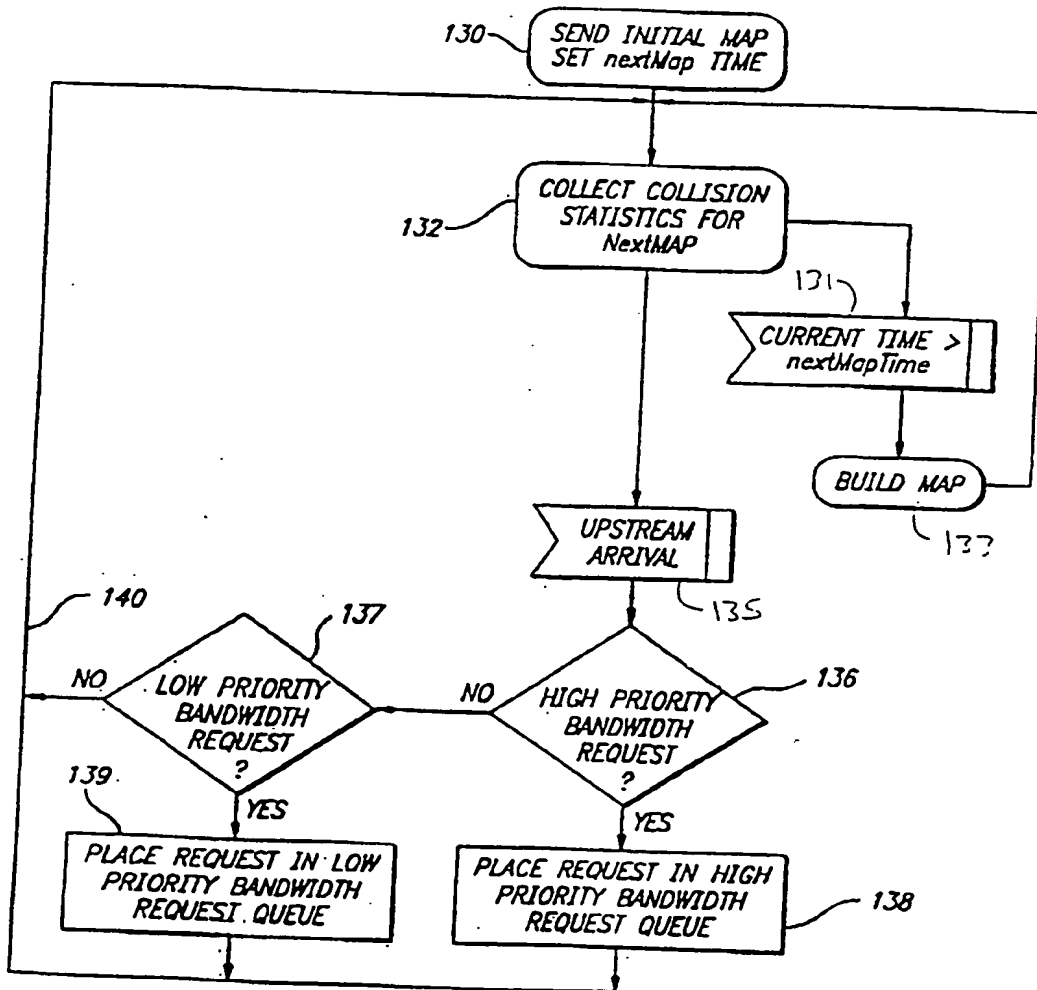 130
SEND INITIAL MAP
SET nextMap TIME
132
COLLECT COLLISION
STATISTICS FOR
NextMAP
131
CURRENT TIME >
nextMapTime
BUILD MAP
133
UPSTREAM
ARRIVAL
135
140
137
NO
LOW PRIORITY
BANDWIDTH
REQUEST
?
NO
136
HIGH PRIORITY
BANDWIDTH
REQUEST
?
139
YES
YES
PLACE REQUEST IN LOW
PRIORITY BANDWIDTH
REQUEST QUEUE
PLACE REQUEST IN HIGH
PRIORITY BANDWIDTH
REQUEST QUEUE
138